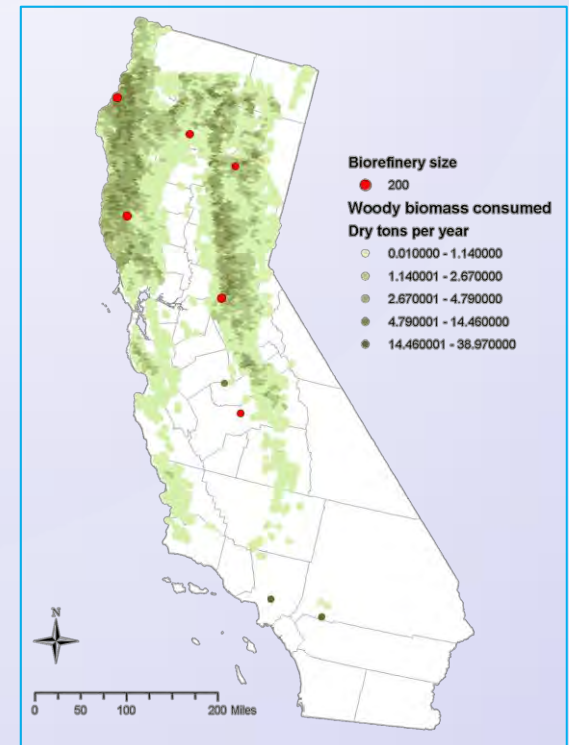 Biorefinery size
200
Woody biomass consumed
Dry tons per year
0.010000 - 1.140000
1.140001 - 2.670000
2.670001 - 4.790000
4.790001 - 14.460000
14.460001 - 38.970000
N
0 50 100 200 Miles